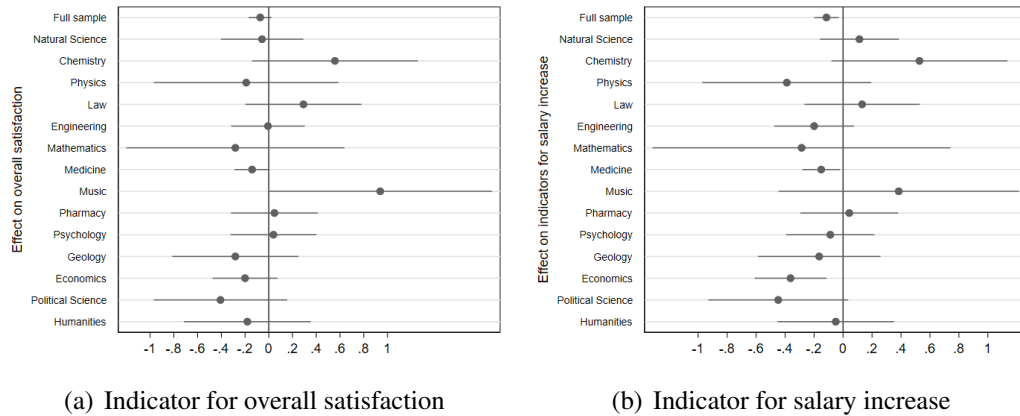 Effect on overall satisfaction
Full sample
Natural Science
Chemistry
Physics
Law
Engineering
Mathematics
Medicine
Music
Pharmacy
Psychology
Geology
Economics
Political Science
Humanities
-1 -.8 -.6 -.4 -.2 0 .2 .4 .6 .8 1
(a) Indicator for overall satisfaction
Effect on indicators for salary increase
Full sample
Natural Science
Chemistry
Physics
Law
Engineering
Mathematics
Medicine
Music
Pharmacy
Psychology
Geology
Economics
Political Science
Humanities
-1 -.8 -.6 -.4 -.2 0 .2 .4 .6 .8 1
(b) Indicator for salary increase